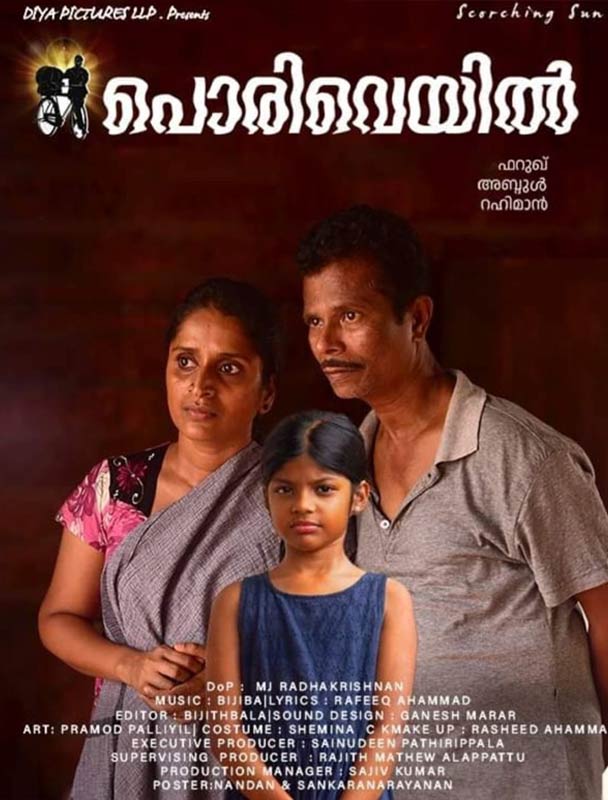 DIYA PICTURES LLP . Presents
Scorching Sun
പൊരിവെയിൽ
ഫറുഖ്
അബ്ദുൾ
റഹിമാൻ
DoP : MJ RADHAKRISHNAN
MUSIC : BIJIBA|LYRICS : RAFEEQ AHAMMAD
EDITOR : BIJITHBALA|SOUND DESIGN : GANESH MARAR
ART: PRAMOD PALLIYIL| COSTUME : SHEMINA C KMAKE UP : RASHEED AHAMMA
EXECUTIVE PRODUCER : SAINUDEEN PATHIRIPPALA
SUPERVISING PRODUCER : RAJITH MATHEW ALAPPATTU
PRODUCTION MANAGER : SAJIV KUMAR
POSTER:NANDAN & SANKARANARAYANAN